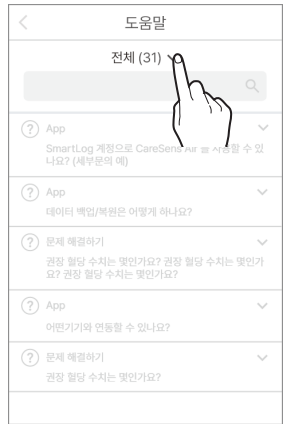 도움말
전체 (31)
App
SmartLog 계정으로 CareSens Air 를 사용할 수 있
나요? (세부문의 예)
App
데이터 백업/복원은 어떻게 하나요?
문제 해결하기
권장 혈당 수치는 몇인가요? 권장 혈당 수치는 몇인가
요? 권장 혈당 수치는 몇인가요?
App
어떤기기와 연동할 수 있나요?
문제 해결하기
권장 혈당 수치는 몇인가요?